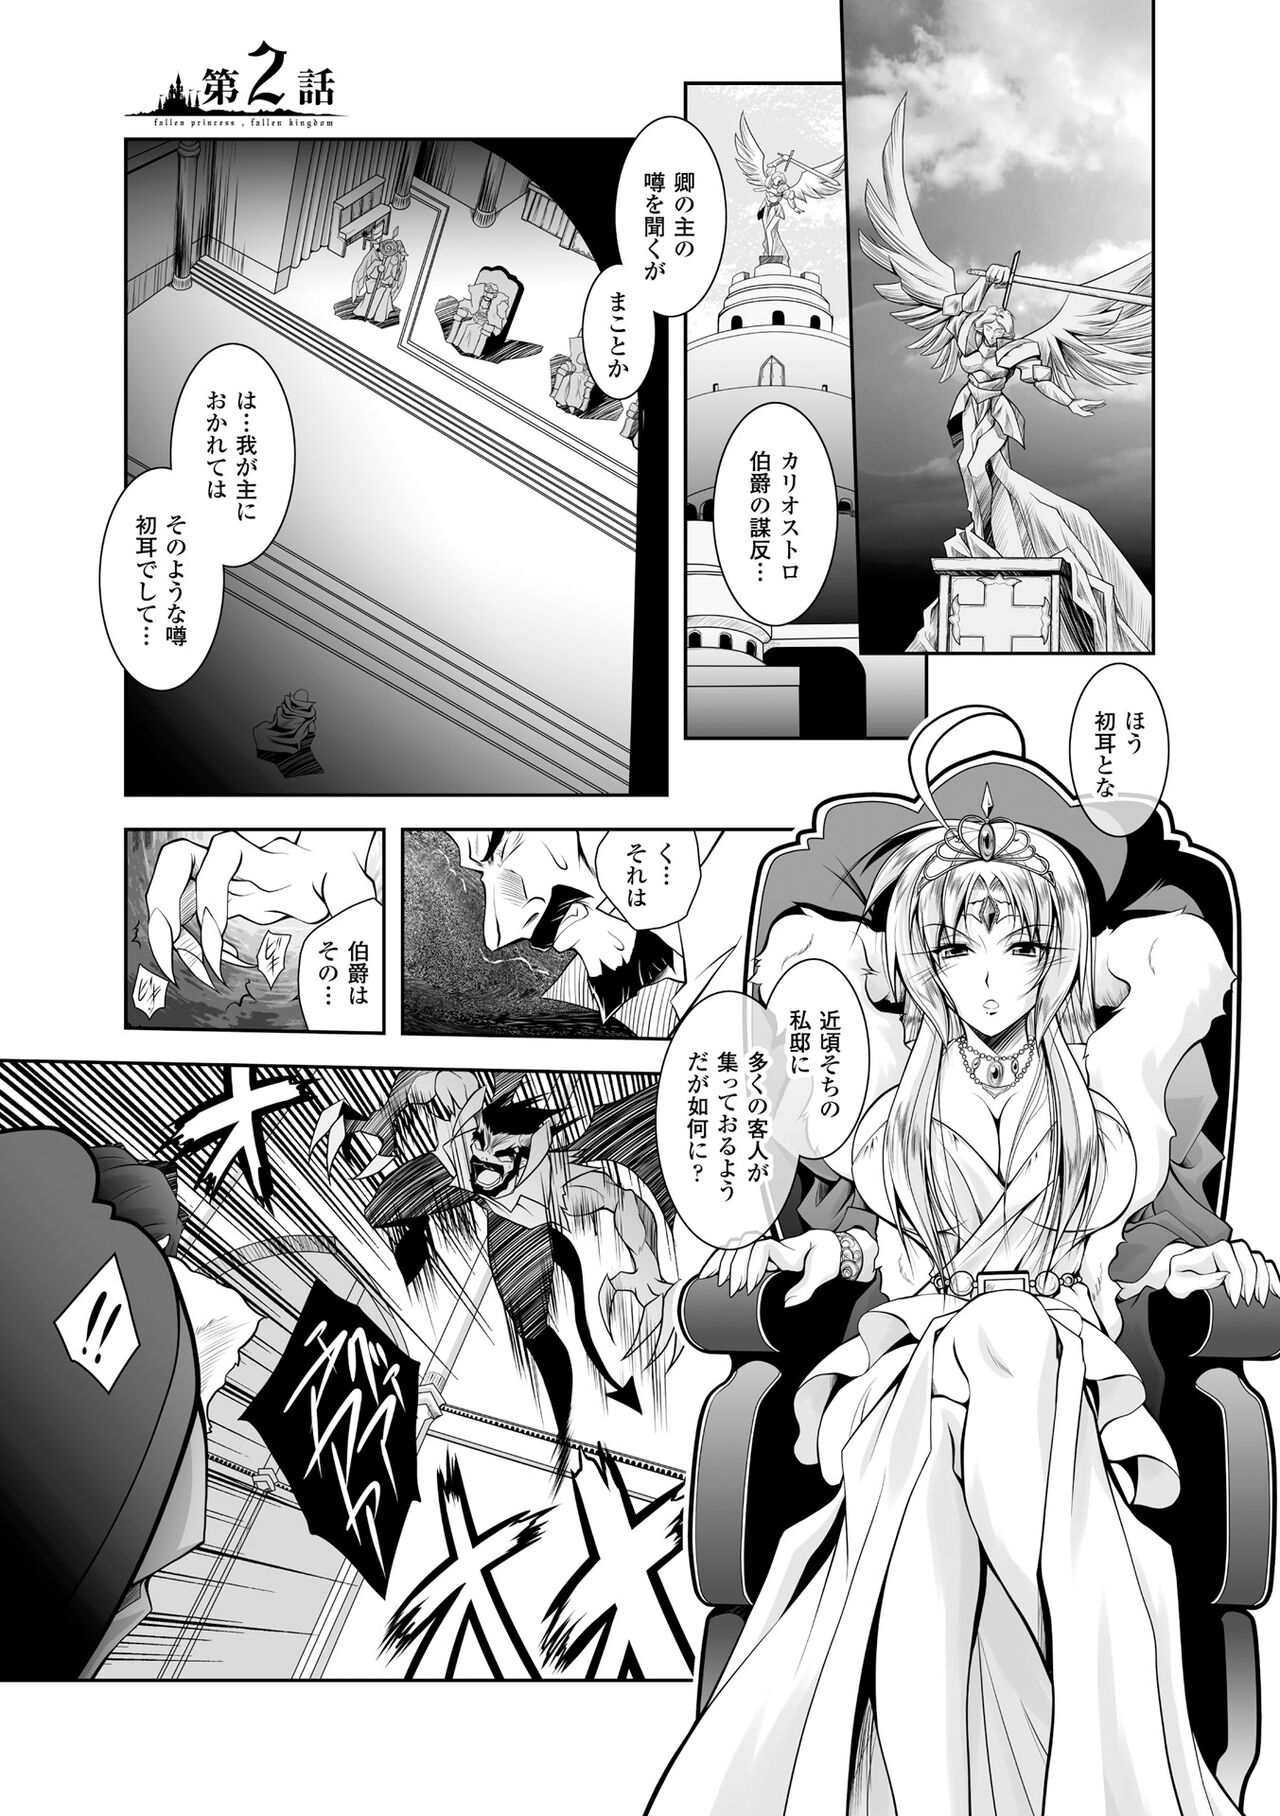 第2話
fallen princess , fallen kingdom
カリオストロ
伯爵の謀反…
卿の主の
噂を聞くが
まことか
は…我が主に
おかれては
そのような噂
初耳でして…
ほう
初耳とな
近頃そちの
私邸に
多くの客人が
集っておるよう
だが如何に？
く…
それは
伯爵は
その…
!!